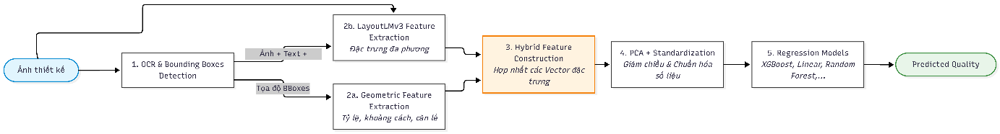 Ảnh thiết kế
1. OCR & Bounding Boxes
Detection
Ảnh + Text +
Tọa độ BBoxes
2b. LayoutLMv3 Feature
Extraction
Đặc trưng đa phương
2a. Geometric Feature
Extraction
Tỷ lệ, khoảng cách, căn lề
3. Hybrid Feature
Construction
Hợp nhất các Vector đặc
trưng
4. PCA + Standardization
Giảm chiều & Chuẩn hóa
số liệu
5. Regression Models
XGBoost, Linear, Random
Forest,...
Predicted Quality